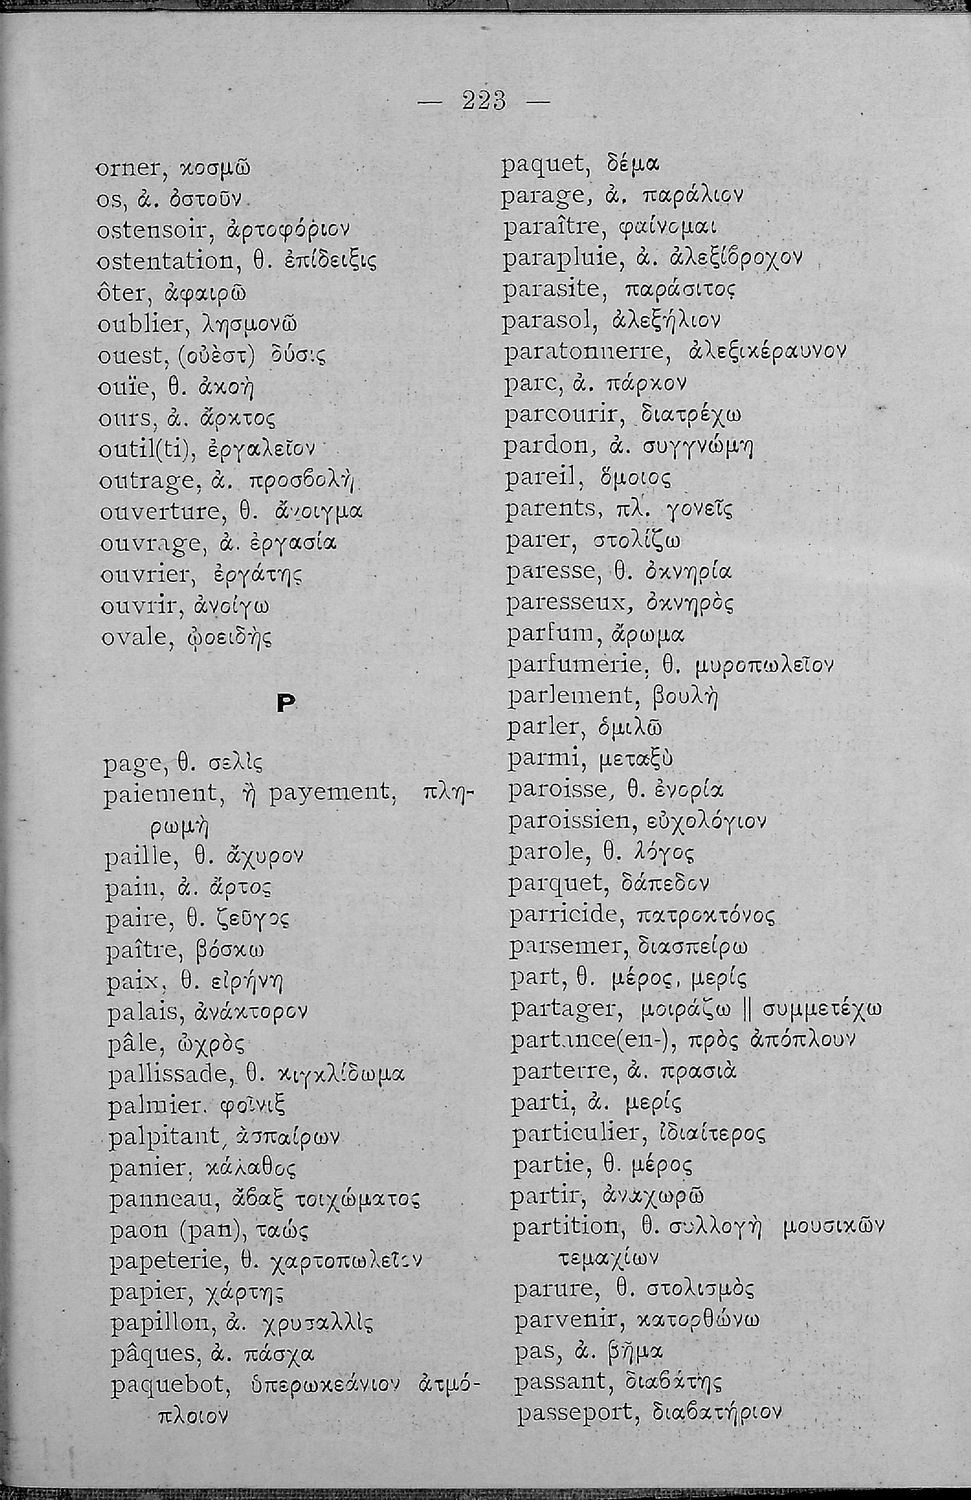 — 223 —
orner, κοσμῶ
os, ἀ. ὀστοῦν
ostensoir, ἀρτοφόριον
ostentation, θ. ἐπίδειξις
ôter, ἀφαιρῶ
oublier, λησμονῶ
ouest, (οὐὲστ) δύσις
ouïe, θ. ἀκοὴ
ours, ἀ. ἄρκτος
outil(ti), ἐργαλεῖον
outrage, ἀ. προσβολὴ
ouverture, θ. ἄνοιγμα
ouvrage, ἀ. ἐργασία
ouvrier, ἐργάτης
ouvrir, ἀνοίγω
ovale, ᾠοειδὴς
P
page, θ. σελὶς
paiement, ἢ payement, πλη-
ρωμὴ
paille, θ. ἄχυρον
pain, ἀ. ἄρτος
paire, θ. ζεῦγος
paître, βόσκω
paix, θ. εἰρήνη
palais, ἀνάκτορον
pâle, ὠχρὸς
pallissade, θ. κιγκλίδωμα
palmier. φοῖνιξ
palpitant, ἀσπαίρων
panier, κάλαθος
panneau, ἄβαξ τοιχώματος
paon (pan), ταώς
papeterie, θ. χαρτοπωλεῖον
papier, χάρτης
papillon, ἀ. χρυσαλλὶς
pâques, ἀ. πάσχα
paquebot, ὑπερωκεάνιον ἀτμό-
πλοιον
paquet, δέμα
parage, ἀ. παράλιον
paraître, φαίνομαι
parapluie, ἀ. ἀλεξίβροχον
parasite, παράσιτος
parasol, ἀλεξήλιον
paratonnerre, ἀλεξικέραυνον
parc, ἀ. πάρκον
parcourir, διατρέχω
pardon, ἀ. συγγνώμη
pareil, ὅμοιος
parents, πλ. γονεῖς
parer, στολίζω
paresse, θ. ὀκνηρία
paresseux, ὀκνηρὸς
parfum, ἄρωμα
parfumerie, θ. μυροπωλεῖον
parlement, βουλὴ
parler, ὁμιλῶ
parmi, μεταξὺ
paroisse, θ. ἐνορία
paroissien, εὐχολόγιον
parole, θ. λόγος
parquet, δάπεδον
parricide, πατροκτόνος
parsemer, διασπείρω
part, θ. μέρος, μερίς
partager, μοιράζω || συμμετέχω
partance(en-), πρὸς ἀπόπλουν
parterre, ἀ. πρασιὰ
parti, ἀ. μερίς
particulier, ἰδιαίτερος
partie, θ. μέρος
partir, ἀναχωρῶ
partition, θ. συλλογὴ μουσικῶν
τεμαχίων
parure, θ. στολισμὸς
parvenir, κατορθώνω
pas, ἀ. βῆμα
passant, διαβάτης
passeport, διαβατήριον